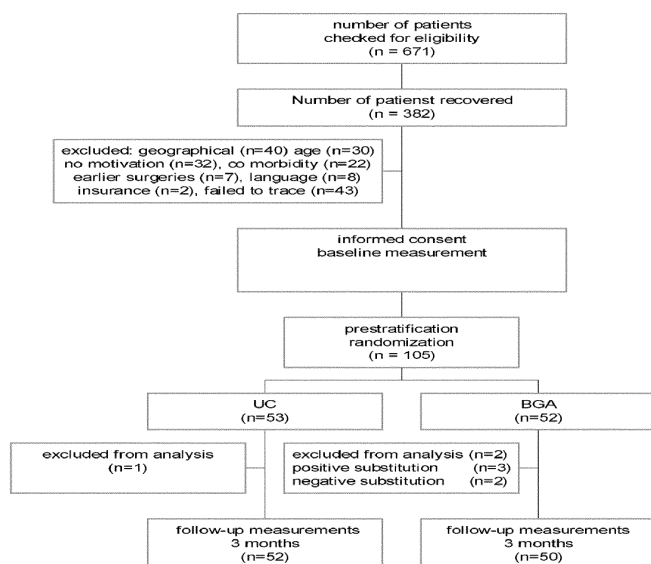 number of patients
checked for eligibility
(n = 671)
Number of patienst recovered
(n = 382)
excluded: geographical (n=40) age (n=30)
no motivation (n=32), co morbidity (n=22)
earlier surgeries (n=7), language (n=8)
insurance (n=2), failed to trace (n=43)
informed consent
baseline measurement
prestratification
randomization
(n = 105)
UC
(n=53)
BGA
(n=52)
excluded from analysis
(n=1)
excluded from analysis (n=2)
positive substitution (n=3)
negative substitution (n=2)
follow-up measurements
3 months
(n=52)
follow-up measurements
3 months
(n=50)